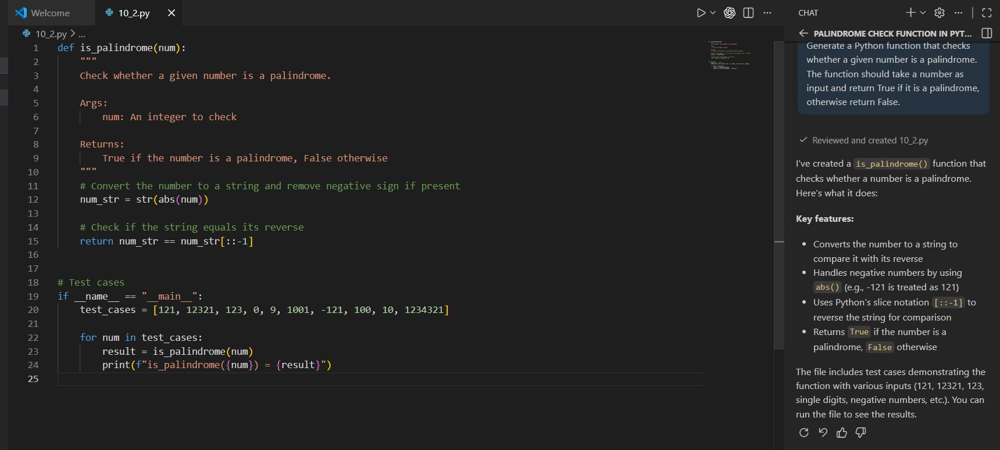 Welcome
10_2.py
10_2.py > ...
1 def is_palindrome(num):
2     """
3     Check whether a given number is a palindrome.
4
5     Args:
6         num: An integer to check
7
8     Returns:
9         True if the number is a palindrome, False otherwise
10     """
11     # Convert the number to a string and remove negative sign if present
12     num_str = str(abs(num))
13
14     # Check if the string equals its reverse
15     return num_str == num_str[::-1]
16
17
18 # Test cases
19 if __name__ == "__main__":
20     test_cases = [121, 12321, 123, 0, 9, 1001, -121, 100, 10, 1234321]
21
22     for num in test_cases:
23         result = is_palindrome(num)
24         print(f"is_palindrome({num}) = {result}")
25
CHAT
PALINDROME CHECK FUNCTION IN PYT...
Generate a Python function that checks
whether a given number is a palindrome.
The function should take a number as
input and return True if it is a palindrome,
otherwise return False.
Reviewed and created 10_2.py
I've created a is_palindrome() function that
checks whether a number is a palindrome.
Here's what it does:
Key features:
• Converts the number to a string to
compare it with its reverse
• Handles negative numbers by using
abs() (e.g., -121 is treated as 121)
• Uses Python's slice notation [::-1] to
reverse the string for comparison
• Returns True if the number is a
palindrome, False otherwise
The file includes test cases demonstrating the
function with various inputs (121, 12321, 123,
single digits, negative numbers, etc.). You can
run the file to see the results.